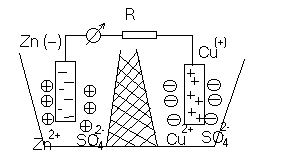 R
Zn (-)
Cu(+)
Zn2+ SO42- Cu2+ SO42-